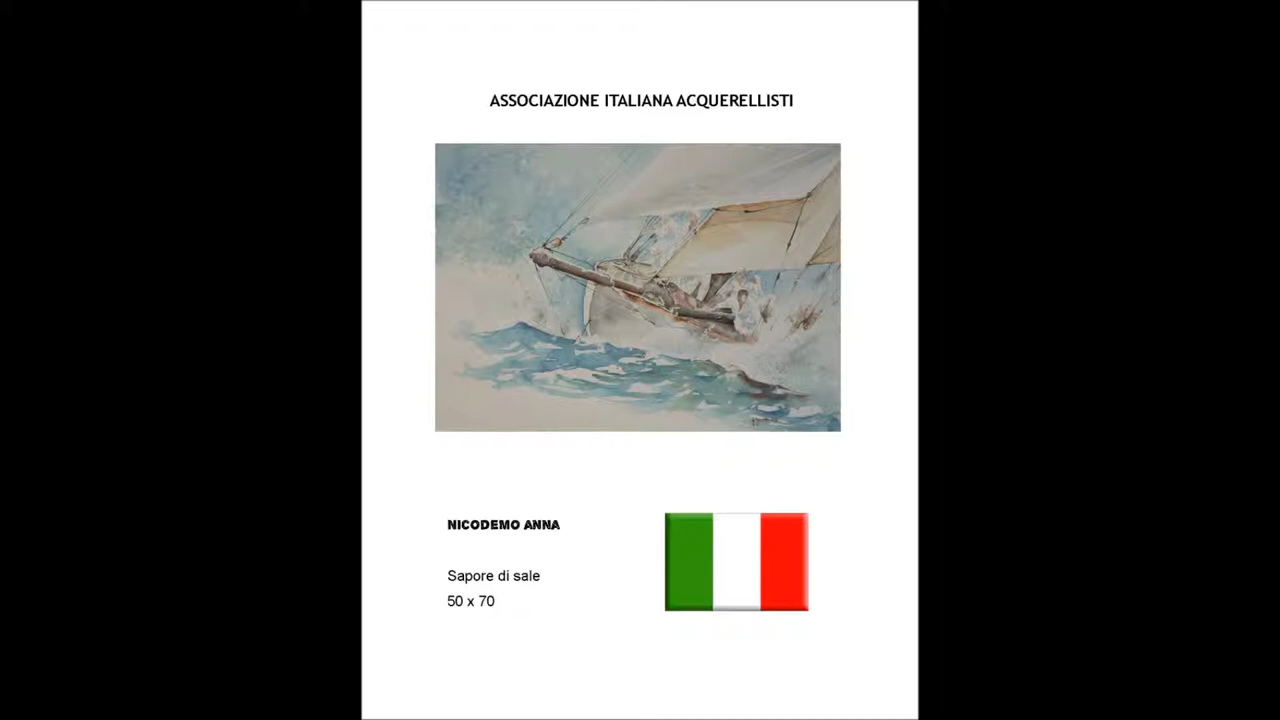 ASSOCIAZIONE ITALIANA ACQUERELLISTI
NICODEMO ANNA
Sapore di sale
50 x 70